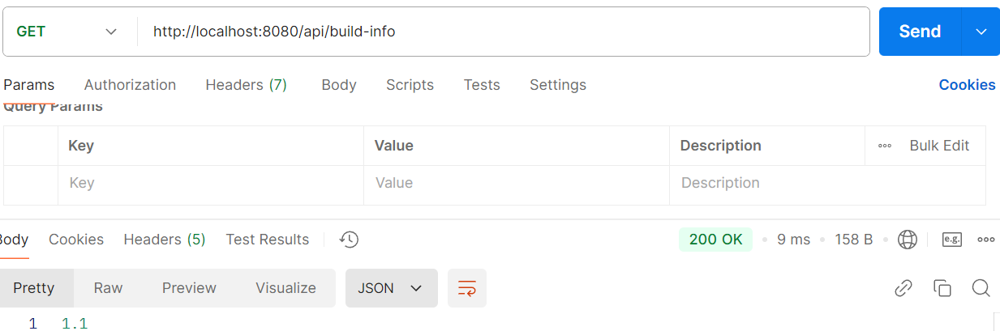 GET http://localhost:8080/api/build-info Send
Params Authorization Headers (7) Body Scripts Tests Settings Cookies
Query Params
Key Value Description Bulk Edit
Key Value Description
Body Cookies Headers (5) Test Results 200 OK 9 ms 158 B e.g.
Pretty Raw Preview Visualize JSON
1 1.1